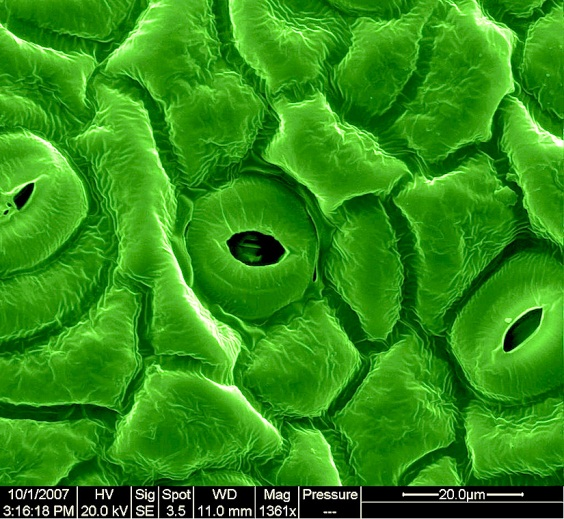 10/1/2007 HV Sig Spot WD Mag Pressure 20.0µm
3:16:18 PM 20.0 kV SE 3.5 11.0 mm 1361x ---